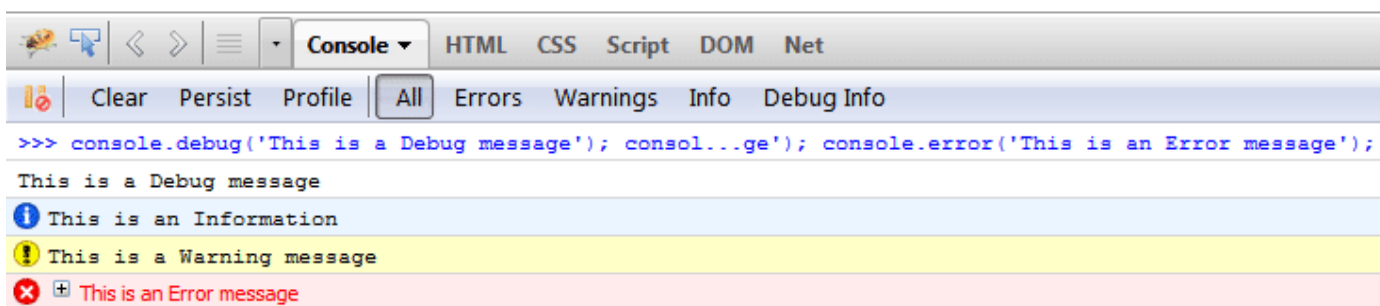 Console HTML CSS Script DOM Net
Clear Persist Profile All Errors Warnings Info Debug Info
>>> console.debug('This is a Debug message'); consol...ge'); console.error('This is an Error message');
This is a Debug message
This is an Information
This is a Warning message
This is an Error message